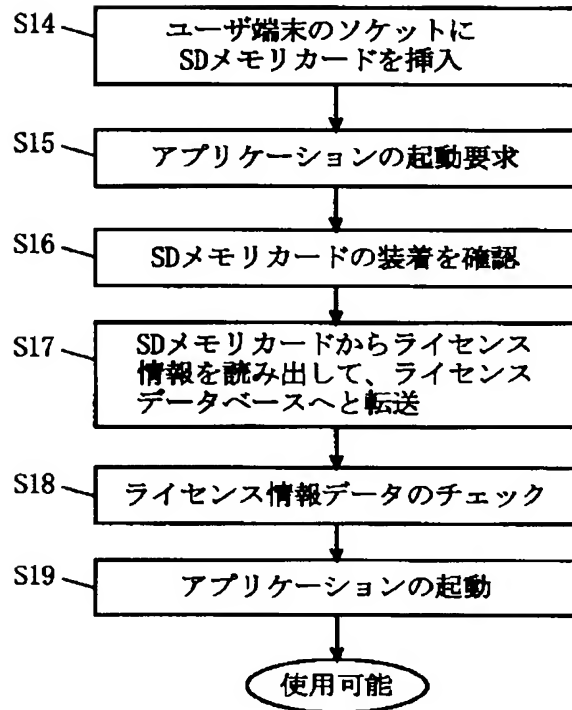 S14
ユーザ端末のソケットに
SDメモリカードを挿入
S15
アプリケーションの起動要求
S16
SDメモリカードの装着を確認
S17
SDメモリカードからライセンス
情報を読み出して、ライセンス
データベースへと転送
S18
ライセンス情報データのチェック
S19
アプリケーションの起動
使用可能